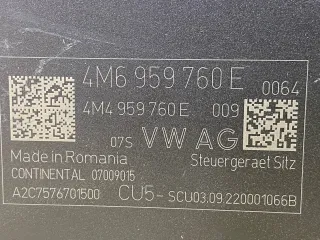 4M6 959 760 E 0064
4M4 959 760 E 009
07S VW AG
Made in Romania Steuergeraet Sitz
CONTINENTAL 07009015
A2C7576701500 CU5-SCU03.09.220001066B